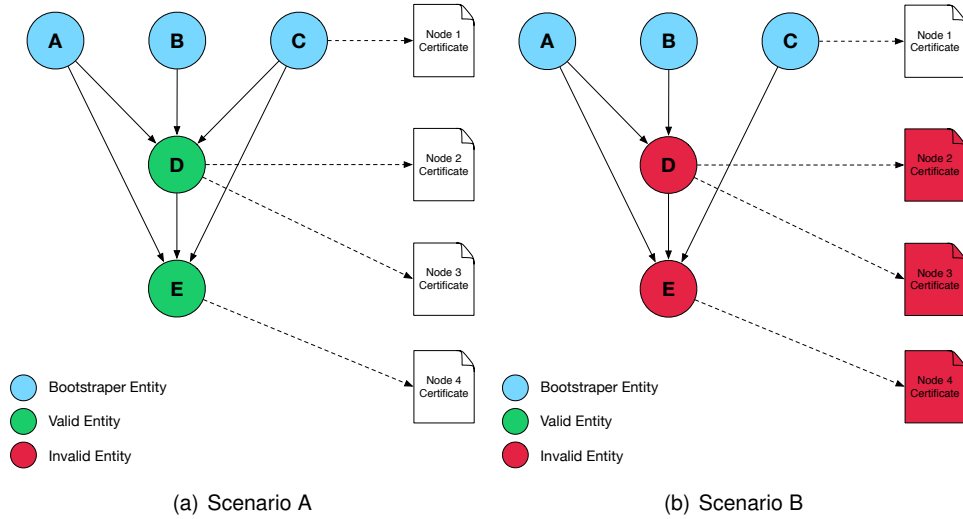 A
B
C
Node 1
Certificate
D
Node 2
Certificate
Node 3
Certificate
E
Node 4
Certificate
Bootstraper Entity
Valid Entity
Invalid Entity
(a) Scenario A
A
B
C
Node 1
Certificate
D
Node 2
Certificate
Node 3
Certificate
E
Node 4
Certificate
Bootstraper Entity
Valid Entity
Invalid Entity
(b) Scenario B